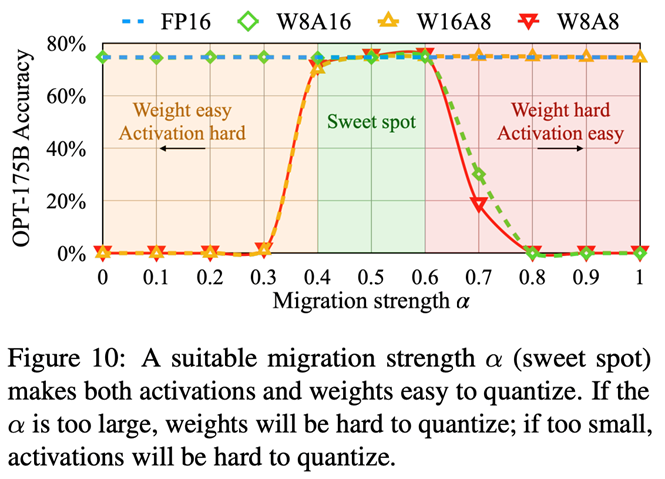 FP16 W8A16 W16A8 W8A8
80%
60%
40%
20%
0%
OPT-175B Accuracy
Weight easy
Activation hard
Sweet spot
Weight hard
Activation easy
0 0.1 0.2 0.3 0.4 0.5 0.6 0.7 0.8 0.9 1
Migration strength α
Figure 10: A suitable migration strength α (sweet spot)
makes both activations and weights easy to quantize. If the
α is too large, weights will be hard to quantize; if too small,
activations will be hard to quantize.